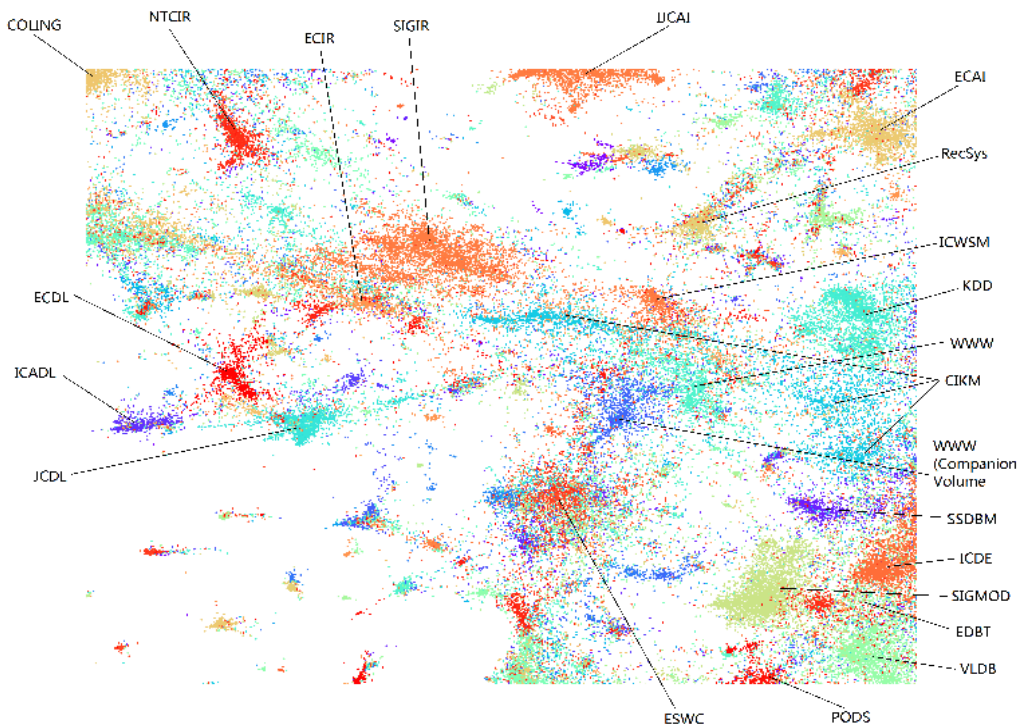 COLING
NTCIR
ECIR
SIGIR
IJCAI
ECAI
RecSys
ICWSM
KDD
WWW
CIKM
WWW
(Companion
Volume
SSDBM
ICDE
SIGMOD
EDBT
VLDB
PODS
ESWC
ECDL
ICADL
JCDL